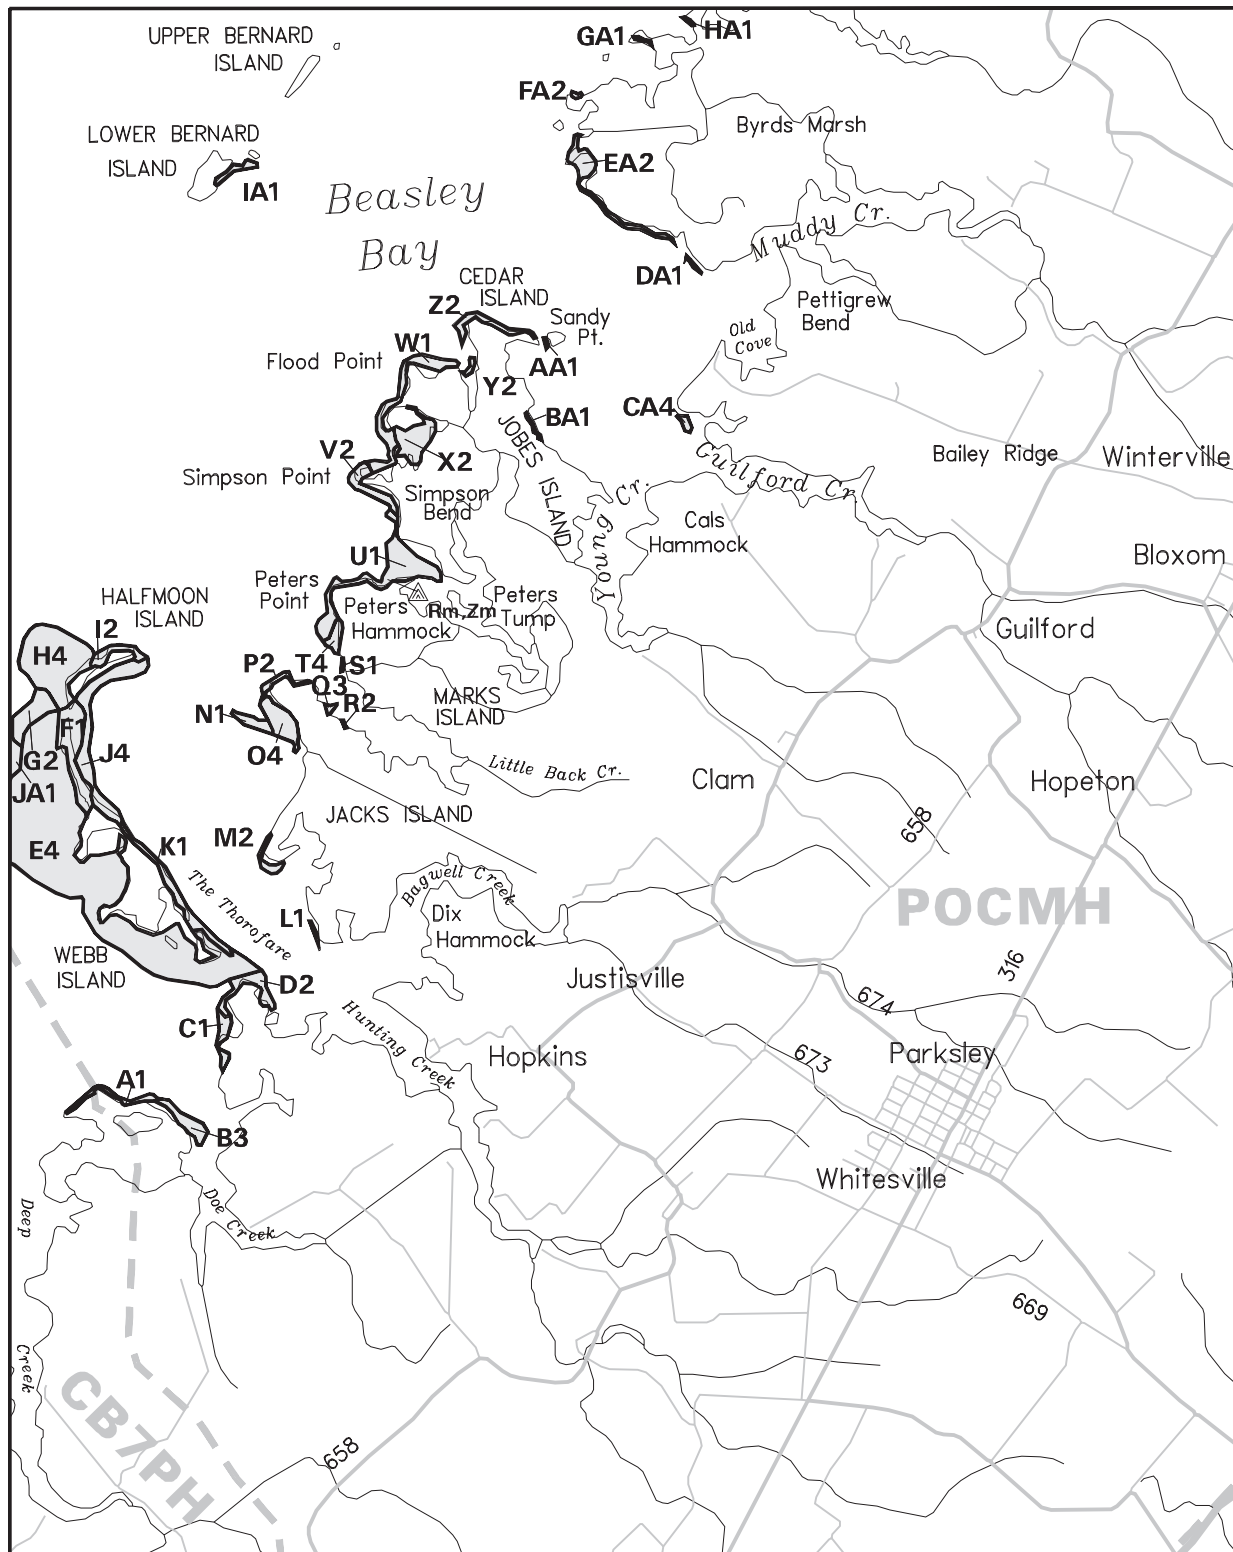 UPPER BERNARD
ISLAND
GA1
HA1
FA2
LOWER BERNARD
ISLAND
IA1
Byrds Marsh
EA2
Beasley
Bay
Muddy Cr.
DA1
CEDAR
ISLAND
Z2
Sandy
Pt.
Pettigrew
Bend
Old
Cove
W1
Flood Point
AA1
Y2
BA1
CA4
JOBES ISLAND
V2
X2
Simpson Point
Simpson
Bend
Guilford Cr.
Bailey Ridge
Winterville
Young Cr.
Cals
Hammock
U1
Bloxom
Peters
Point
Peters
Hammock
Rm,Zm
Peters
Tump
HALFMOON
ISLAND
I2
H4
Guilford
P2
T4
S1
Q3
R2
MARKS
ISLAND
N1
F1
J4
G2
JA1
O4
Little Back Cr.
Clam
Hopeton
JACKS ISLAND
658
M2
E4
K1
The Thorofare
Bagwell Creek
POCMH
L1
Dix
Hammock
WEBB
ISLAND
D2
Justisville
316
674
C1
Hunting Creek
Hopkins
673
Parksley
A1
B3
Whitesville
Doe Creek
Deep
Creek
669
CB7PH
658